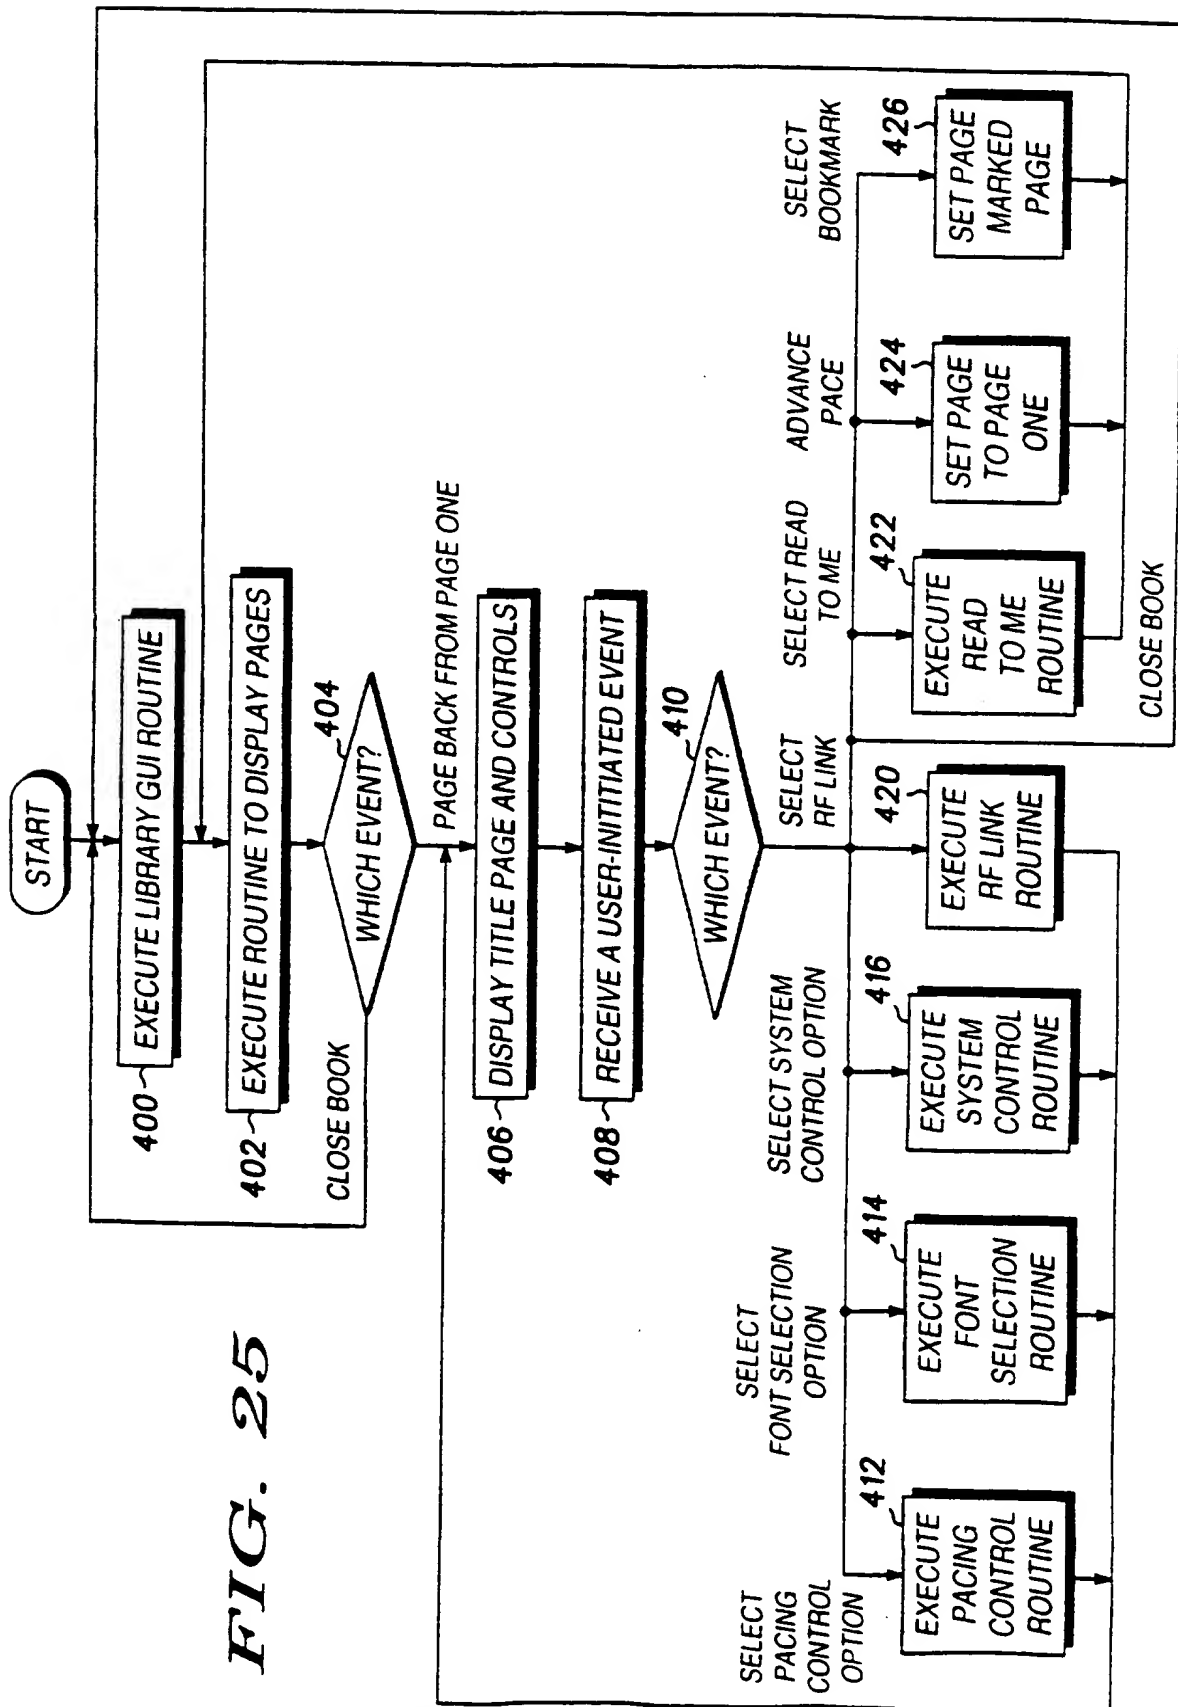 FIG. 25
START
400
EXECUTE LIBRARY GUI ROUTINE
402
EXECUTE ROUTINE TO DISPLAY PAGES
404
WHICH EVENT?
CLOSE BOOK
PAGE BACK FROM PAGE ONE
406
DISPLAY TITLE PAGE AND CONTROLS
408
RECEIVE A USER-INITIATED EVENT
410
WHICH EVENT?
SELECT
PACING
CONTROL
OPTION
412
EXECUTE
PACING
CONTROL
ROUTINE
SELECT
FONT SELECTION
OPTION
414
EXECUTE
FONT
SELECTION
ROUTINE
SELECT SYSTEM
CONTROL OPTION
416
EXECUTE
SYSTEM
CONTROL
ROUTINE
SELECT
RF LINK
420
EXECUTE
RF LINK
ROUTINE
SELECT READ
TO ME
422
EXECUTE
READ
TO ME
ROUTINE
ADVANCE
PACE
424
SET PAGE
TO PAGE
ONE
SELECT
BOOKMARK
426
SET PAGE
MARKED
PAGE
CLOSE BOOK